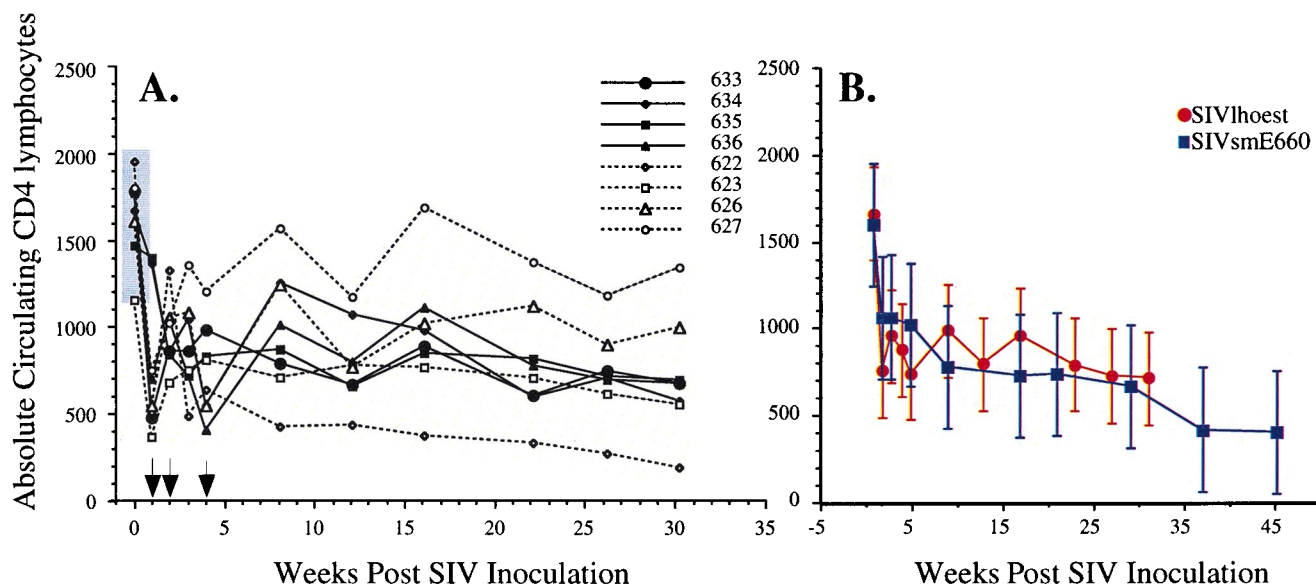 Absolute Circulating CD4 lymphocytes
A.
2500
2000
1500
1000
500
0
633
634
635
636
622
623
626
627
0 5 10 15 20 25 30 35
Weeks Post SIV Inoculation
B.
2500
2000
1500
1000
500
0
SIVlhoest
SIVsmE660
-5 5 15 25 35 45
Weeks Post SIV Inoculation